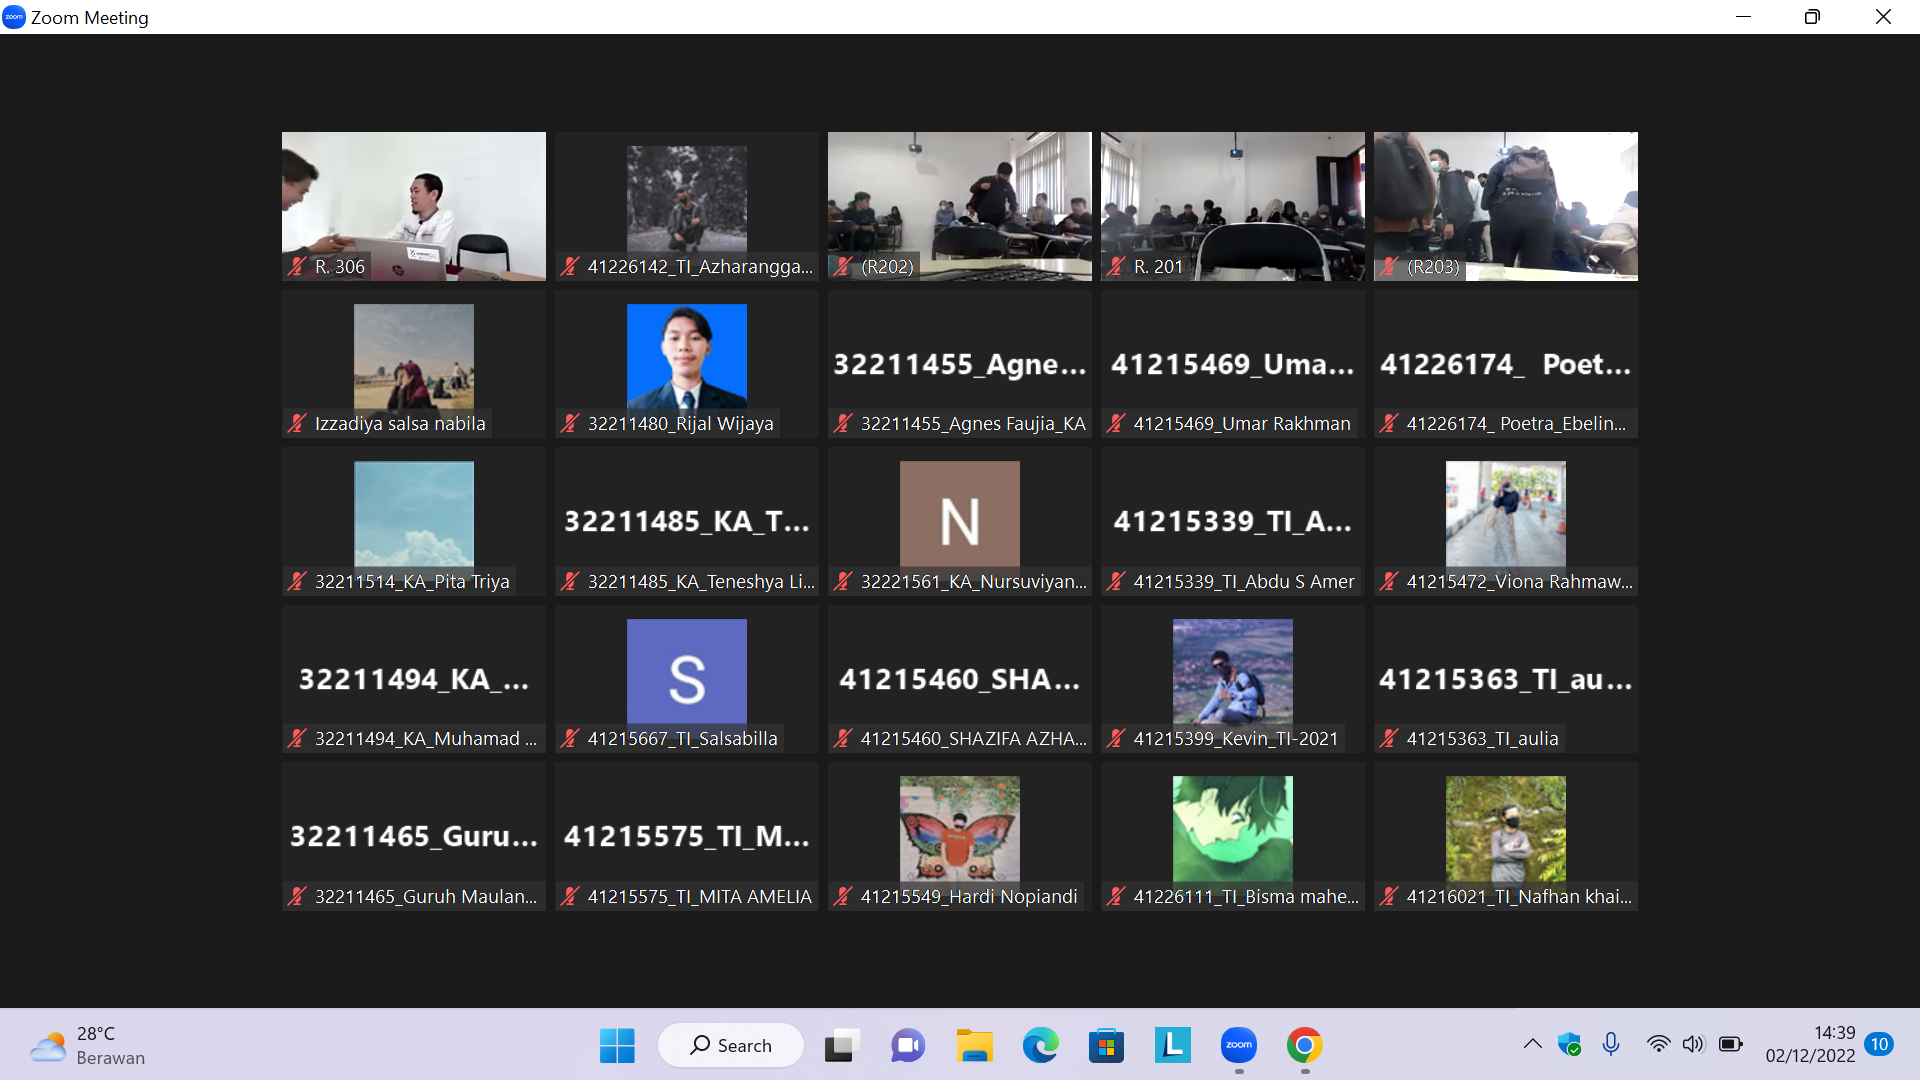 zoom Zoom Meeting
R. 306
41226142_TI_Azharangga...
(R202)
R. 201
(R203)
Izzadiya salsa nabila
32211480_Rijal Wijaya
32211455_Agne...
32211455_Agnes Faujia_KA
41215469_Uma...
41215469_Umar Rakhman
41226174_ Poet...
41226174_ Poetra_Ebelin...
32211514_KA_Pita Triya
32211485_KA_T...
32211485_KA_Teneshya Li...
N
32221561_KA_Nursuviyan...
41215339_TI_A...
41215339_TI_Abdu S Amer
41215472_Viona Rahmaw...
32211494_KA_...
32211494_KA_Muhamad ...
S
41215667_TI_Salsabilla
41215460_SHA...
41215460_SHAZIFA AZHA...
41215399_Kevin_TI-2021
41215363_TI_au...
41215363_TI_aulia
32211465_Guru...
32211465_Guruh Maulan...
41215575_TI_M...
41215575_TI_MITA AMELIA
41215549_Hardi Nopiandi
41226111_TI_Bisma mahe...
41216021_TI_Nafhan khai...
28°C
Berawan
Search
L
zoom
14:39
02/12/2022
10